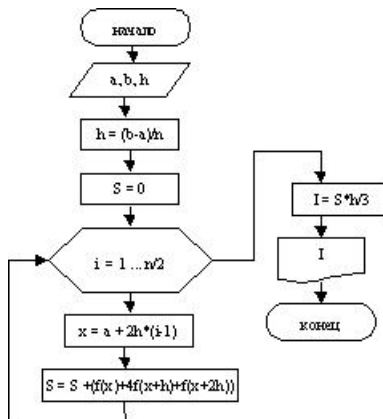 начало
a, b, h
h = (b-a)/n
S = 0
i = 1 ...n/2
x = a + 2h*(i-1)
S = S +(f(x)+4f(x+h)+f(x+2h))
I = S*h/3
I
конец